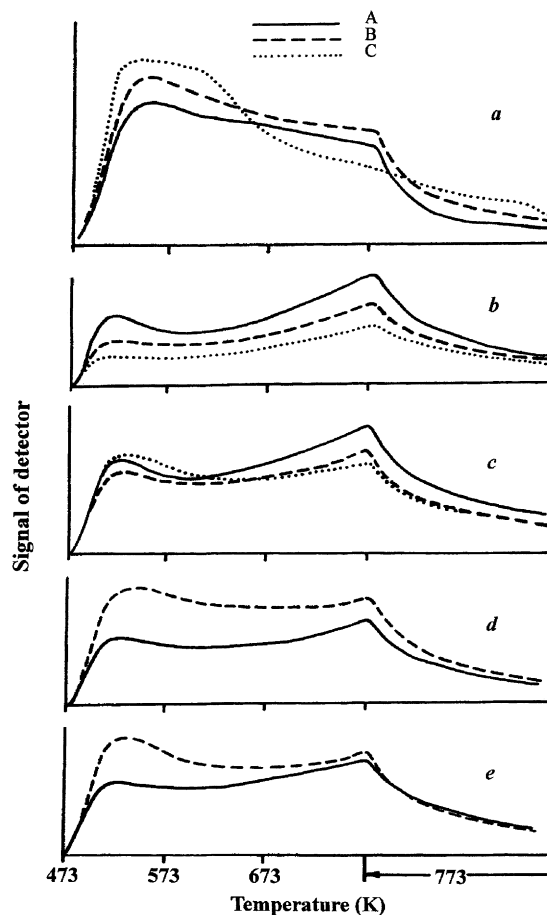 A
B
C
a
b
c
d
e
Signal of detector
473 573 673 773
Temperature (K)